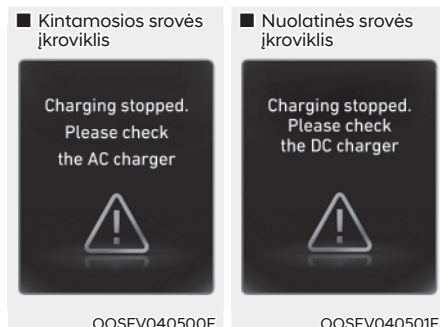 ■ Kintamosios srovės
įkroviklis
Charging stopped.
Please check
the AC charger
OOSEV040500E
■ Nuolatinės srovės
įkroviklis
Charging stopped.
Please check
the DC charger
OOSEV040501E